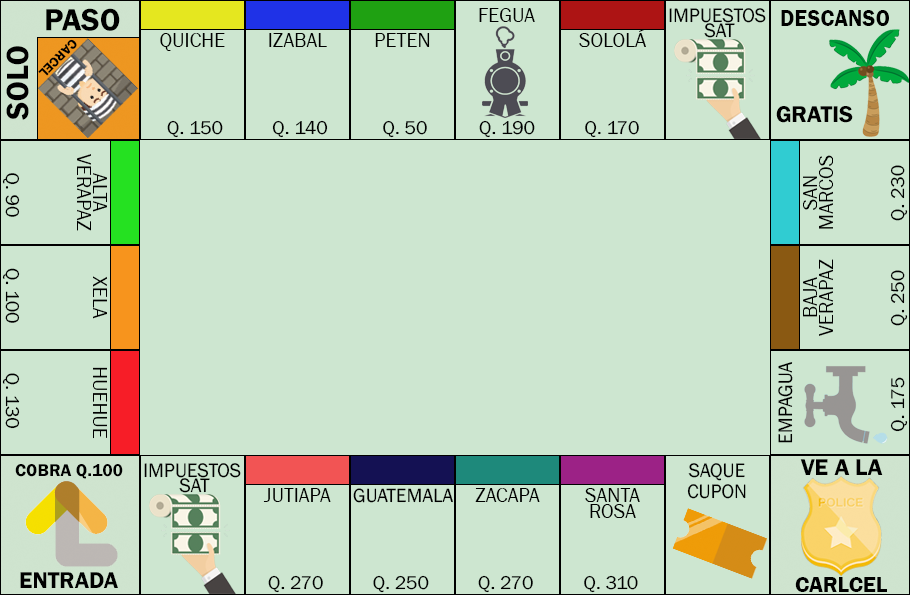 SOLO
PASO
CARCEL
QUICHE
Q. 150
IZABAL
Q. 140
PETEN
Q. 50
FEGUA
Q. 190
SOLOLÁ
Q. 170
IMPUESTOS
SAT
DESCANSO
GRATIS
ALTA
VERAPAZ
Q. 90
SAN
MARCOS
Q. 230
XELA
Q. 100
BAJA
VERAPAZ
Q. 250
HUEHUE
Q. 130
EMPAGUA
Q. 175
COBRA Q.100
ENTRADA
IMPUESTOS
SAT
JUTIAPA
Q. 270
GUATEMALA
Q. 250
ZACAPA
Q. 270
SANTA
ROSA
Q. 310
SAQUE
CUPON
VE A LA
POLICE
CARLCEL